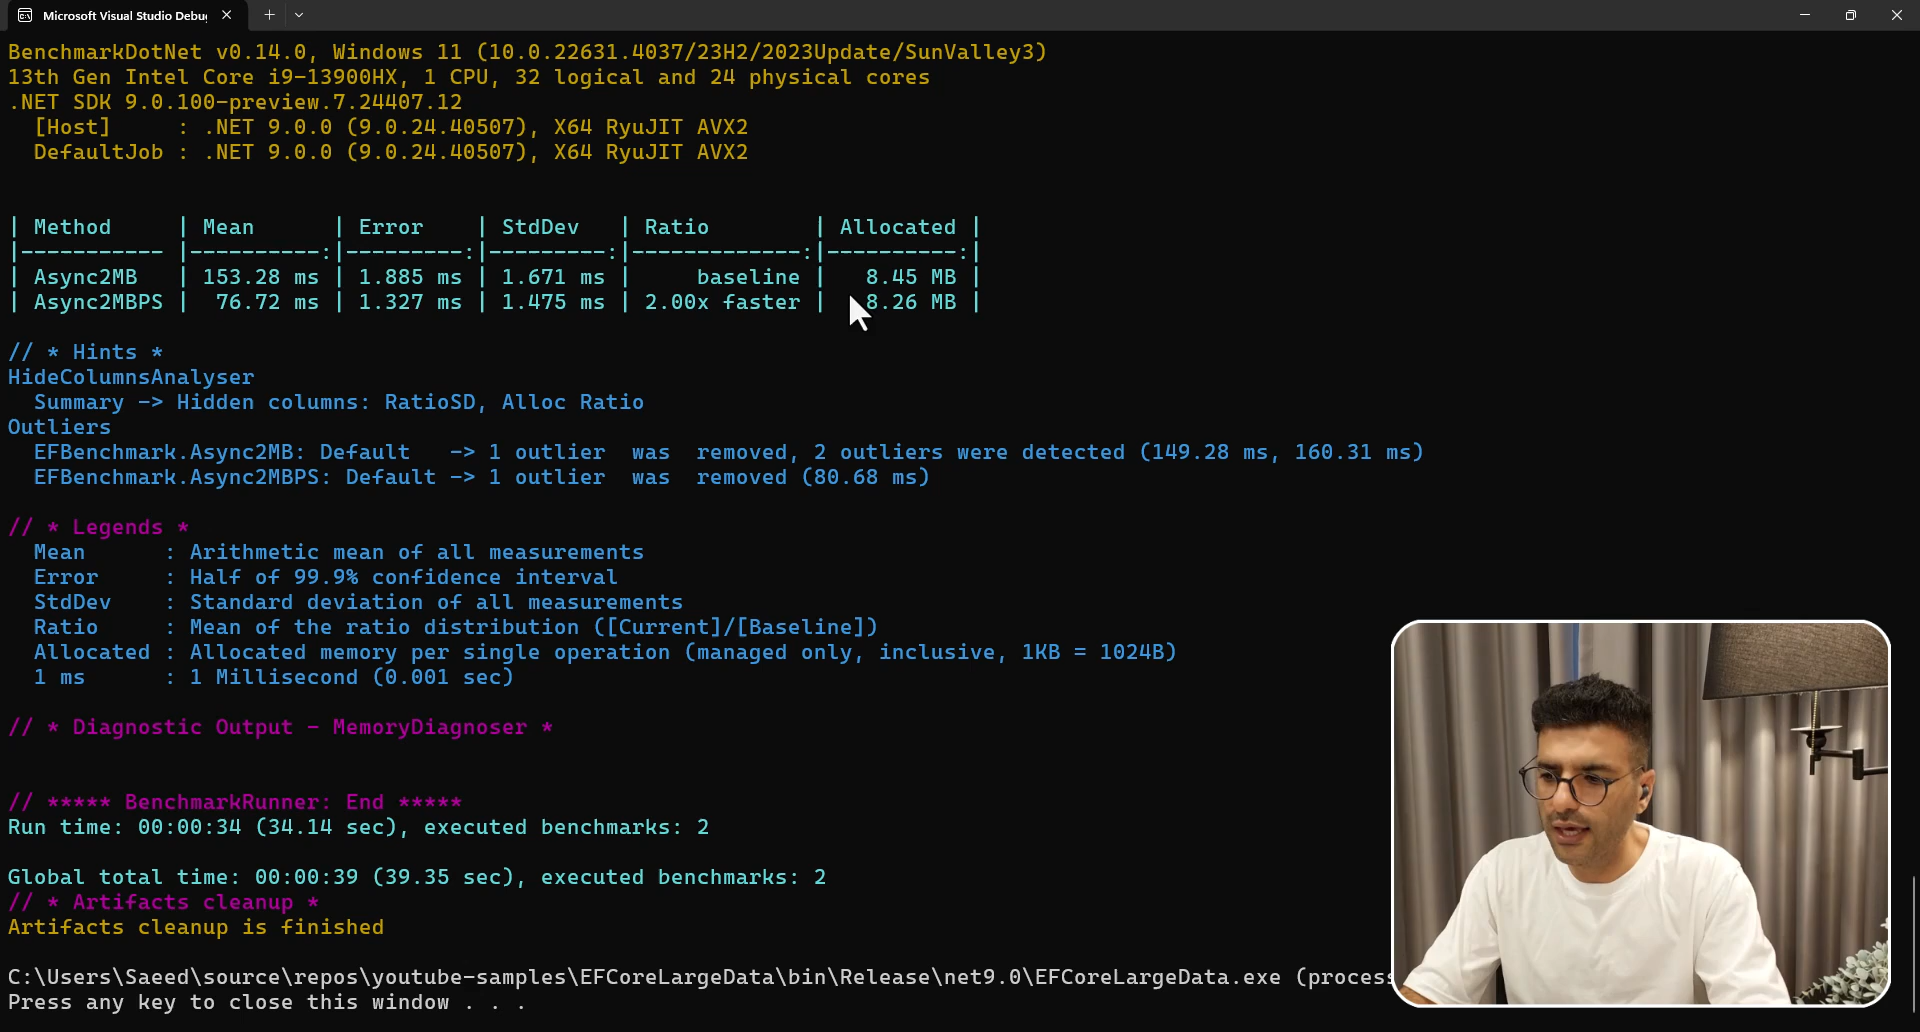 Microsoft Visual Studio Debug
BenchmarkDotNet v0.14.0, Windows 11 (10.0.22631.4037/23H2/2023Update/SunValley3)
13th Gen Intel Core i9-13900HX, 1 CPU, 32 logical and 24 physical cores
.NET SDK 9.0.100-preview.7.24407.12
[Host]     : .NET 9.0.0 (9.0.24.40507), X64 RyuJIT AVX2
DefaultJob : .NET 9.0.0 (9.0.24.40507), X64 RyuJIT AVX2
| Method     | Mean      | Error    | StdDev   | Ratio        | Allocated |
|----------- |----------:|---------:|---------:|-------------:|----------:|
| Async2MB   | 153.28 ms | 1.885 ms | 1.671 ms |     baseline |   8.45 MB |
| Async2MBPS |  76.72 ms | 1.327 ms | 1.475 ms | 2.00x faster |   8.26 MB |
// * Hints *
HideColumnsAnalyser
Summary -> Hidden columns: RatioSD, Alloc Ratio
Outliers
EFBenchmark.Async2MB: Default   -> 1 outlier  was  removed, 2 outliers were detected (149.28 ms, 160.31 ms)
EFBenchmark.Async2MBPS: Default -> 1 outlier  was  removed (80.68 ms)
// * Legends *
Mean      : Arithmetic mean of all measurements
Error     : Half of 99.9% confidence interval
StdDev    : Standard deviation of all measurements
Ratio     : Mean of the ratio distribution ([Current]/[Baseline])
Allocated : Allocated memory per single operation (managed only, inclusive, 1KB = 1024B)
1 ms      : 1 Millisecond (0.001 sec)
// * Diagnostic Output - MemoryDiagnoser *
// ***** BenchmarkRunner: End *****
Run time: 00:00:34 (34.14 sec), executed benchmarks: 2
Global total time: 00:00:39 (39.35 sec), executed benchmarks: 2
// * Artifacts cleanup *
Artifacts cleanup is finished
C:\Users\Saeed\source\repos\youtube-samples\EFCoreLargeData\bin\Release\net9.0\EFCoreLargeData.exe (process
Press any key to close this window . . .